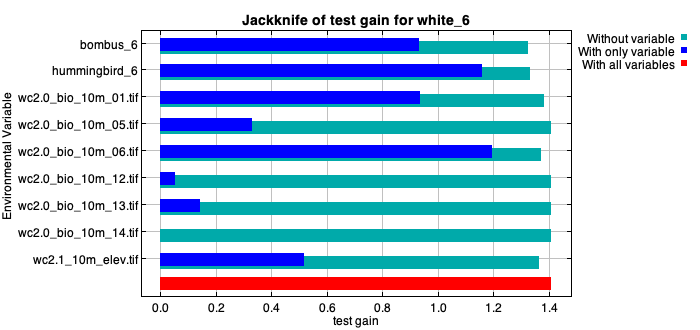 Jackknife of test gain for white_6
Without variable
With only variable
With all variables
Environmental Variable
bombus_6
hummingbird_6
wc2.0_bio_10m_01.tif
wc2.0_bio_10m_05.tif
wc2.0_bio_10m_06.tif
wc2.0_bio_10m_12.tif
wc2.0_bio_10m_13.tif
wc2.0_bio_10m_14.tif
wc2.1_10m_elev.tif
0.0 0.2 0.4 0.6 0.8 1.0 1.2 1.4
test gain